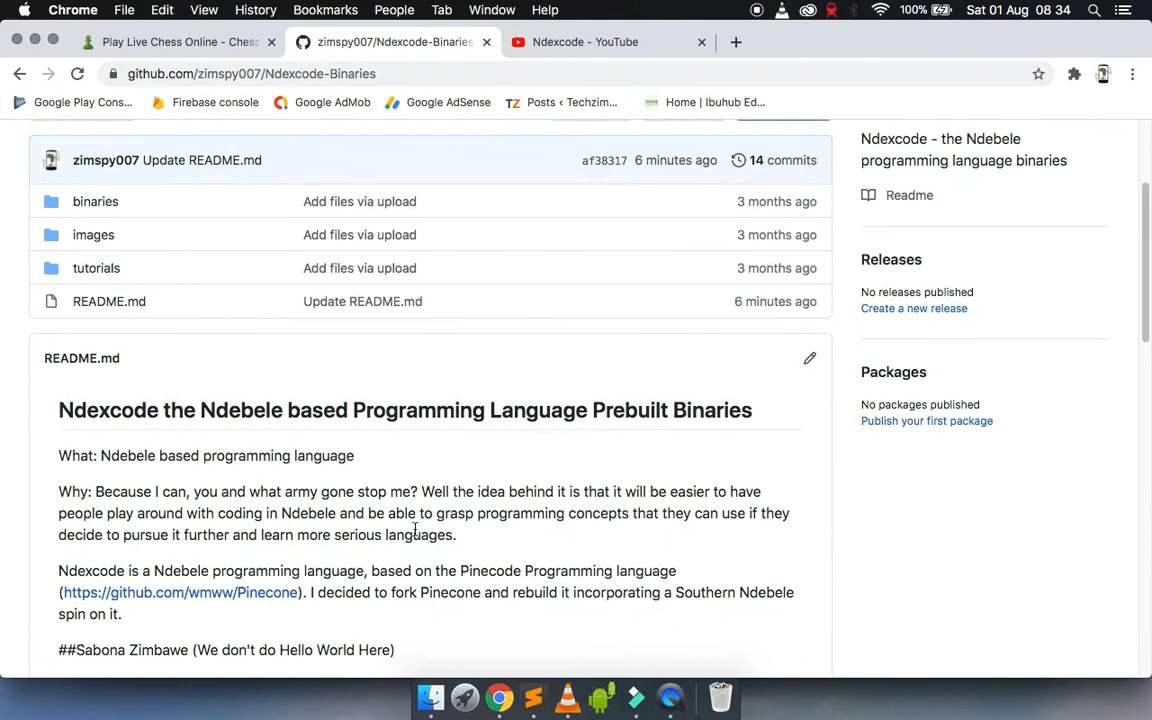 Chrome File Edit View History Bookmarks People Tab Window Help 100% Sat 01 Aug 08 34
Play Live Chess Online - Chess
zimspy007/Ndexcode-Binaries
Ndexcode - YouTube
github.com/zimspy007/Ndexcode-Binaries
Google Play Cons... Firebase console Google AdMob Google AdSense TZ Posts ‹ Techzim... Home | Ibuhub Ed...
zimspy007 Update README.md af38317 6 minutes ago 14 commits
binaries Add files via upload 3 months ago
images Add files via upload 3 months ago
tutorials Add files via upload 3 months ago
README.md Update README.md 6 minutes ago
README.md
Ndexcode the Ndebele based Programming Language Prebuilt Binaries
What: Ndebele based programming language
Why: Because I can, you and what army gone stop me? Well the idea behind it is that it will be easier to have
people play around with coding in Ndebele and be able to grasp programming concepts that they can use if they
decide to pursue it further and learn more serious languages.
Ndexcode is a Ndebele programming language, based on the Pinecode Programming language
(https://github.com/wmww/Pinecone). I decided to fork Pinecone and rebuild it incorporating a Southern Ndebele
spin on it.
##Sabona Zimbawe (We don't do Hello World Here)
Ndexcode - the Ndebele
programming language binaries
Readme
Releases
No releases published
Create a new release
Packages
No packages published
Publish your first package